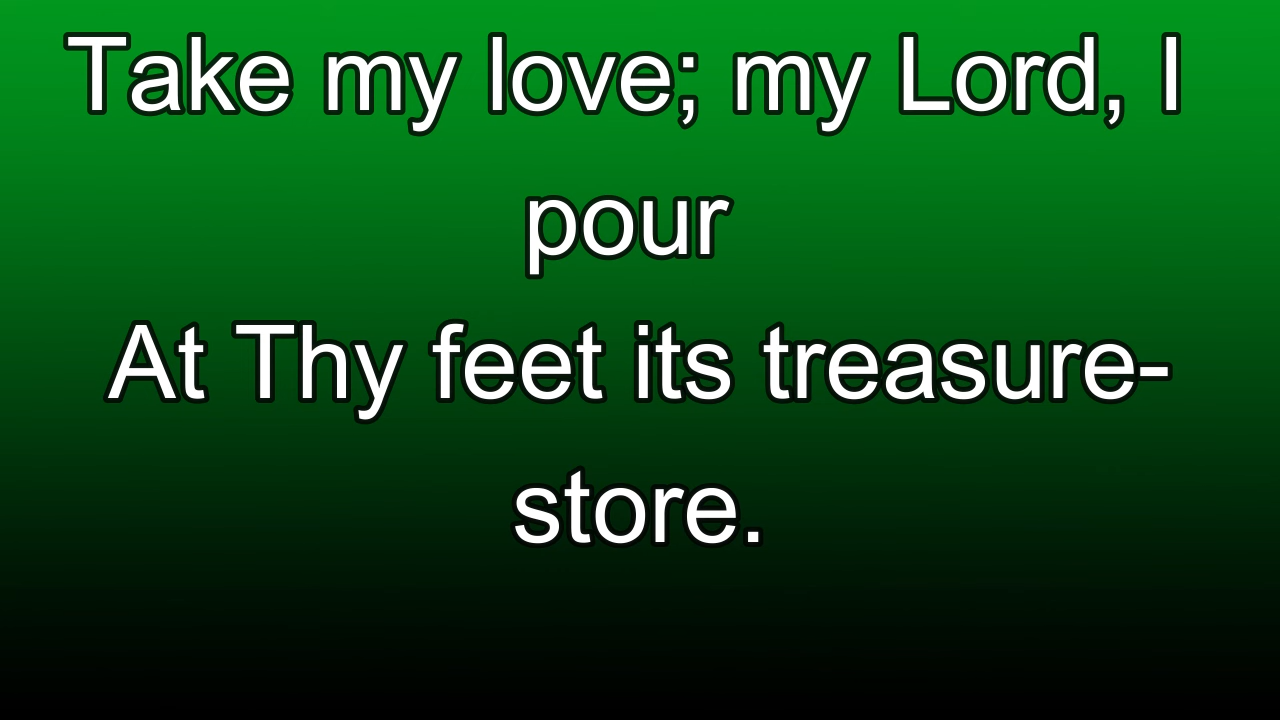 Take my love; my Lord, I
pour
At Thy feet its treasure-
store.